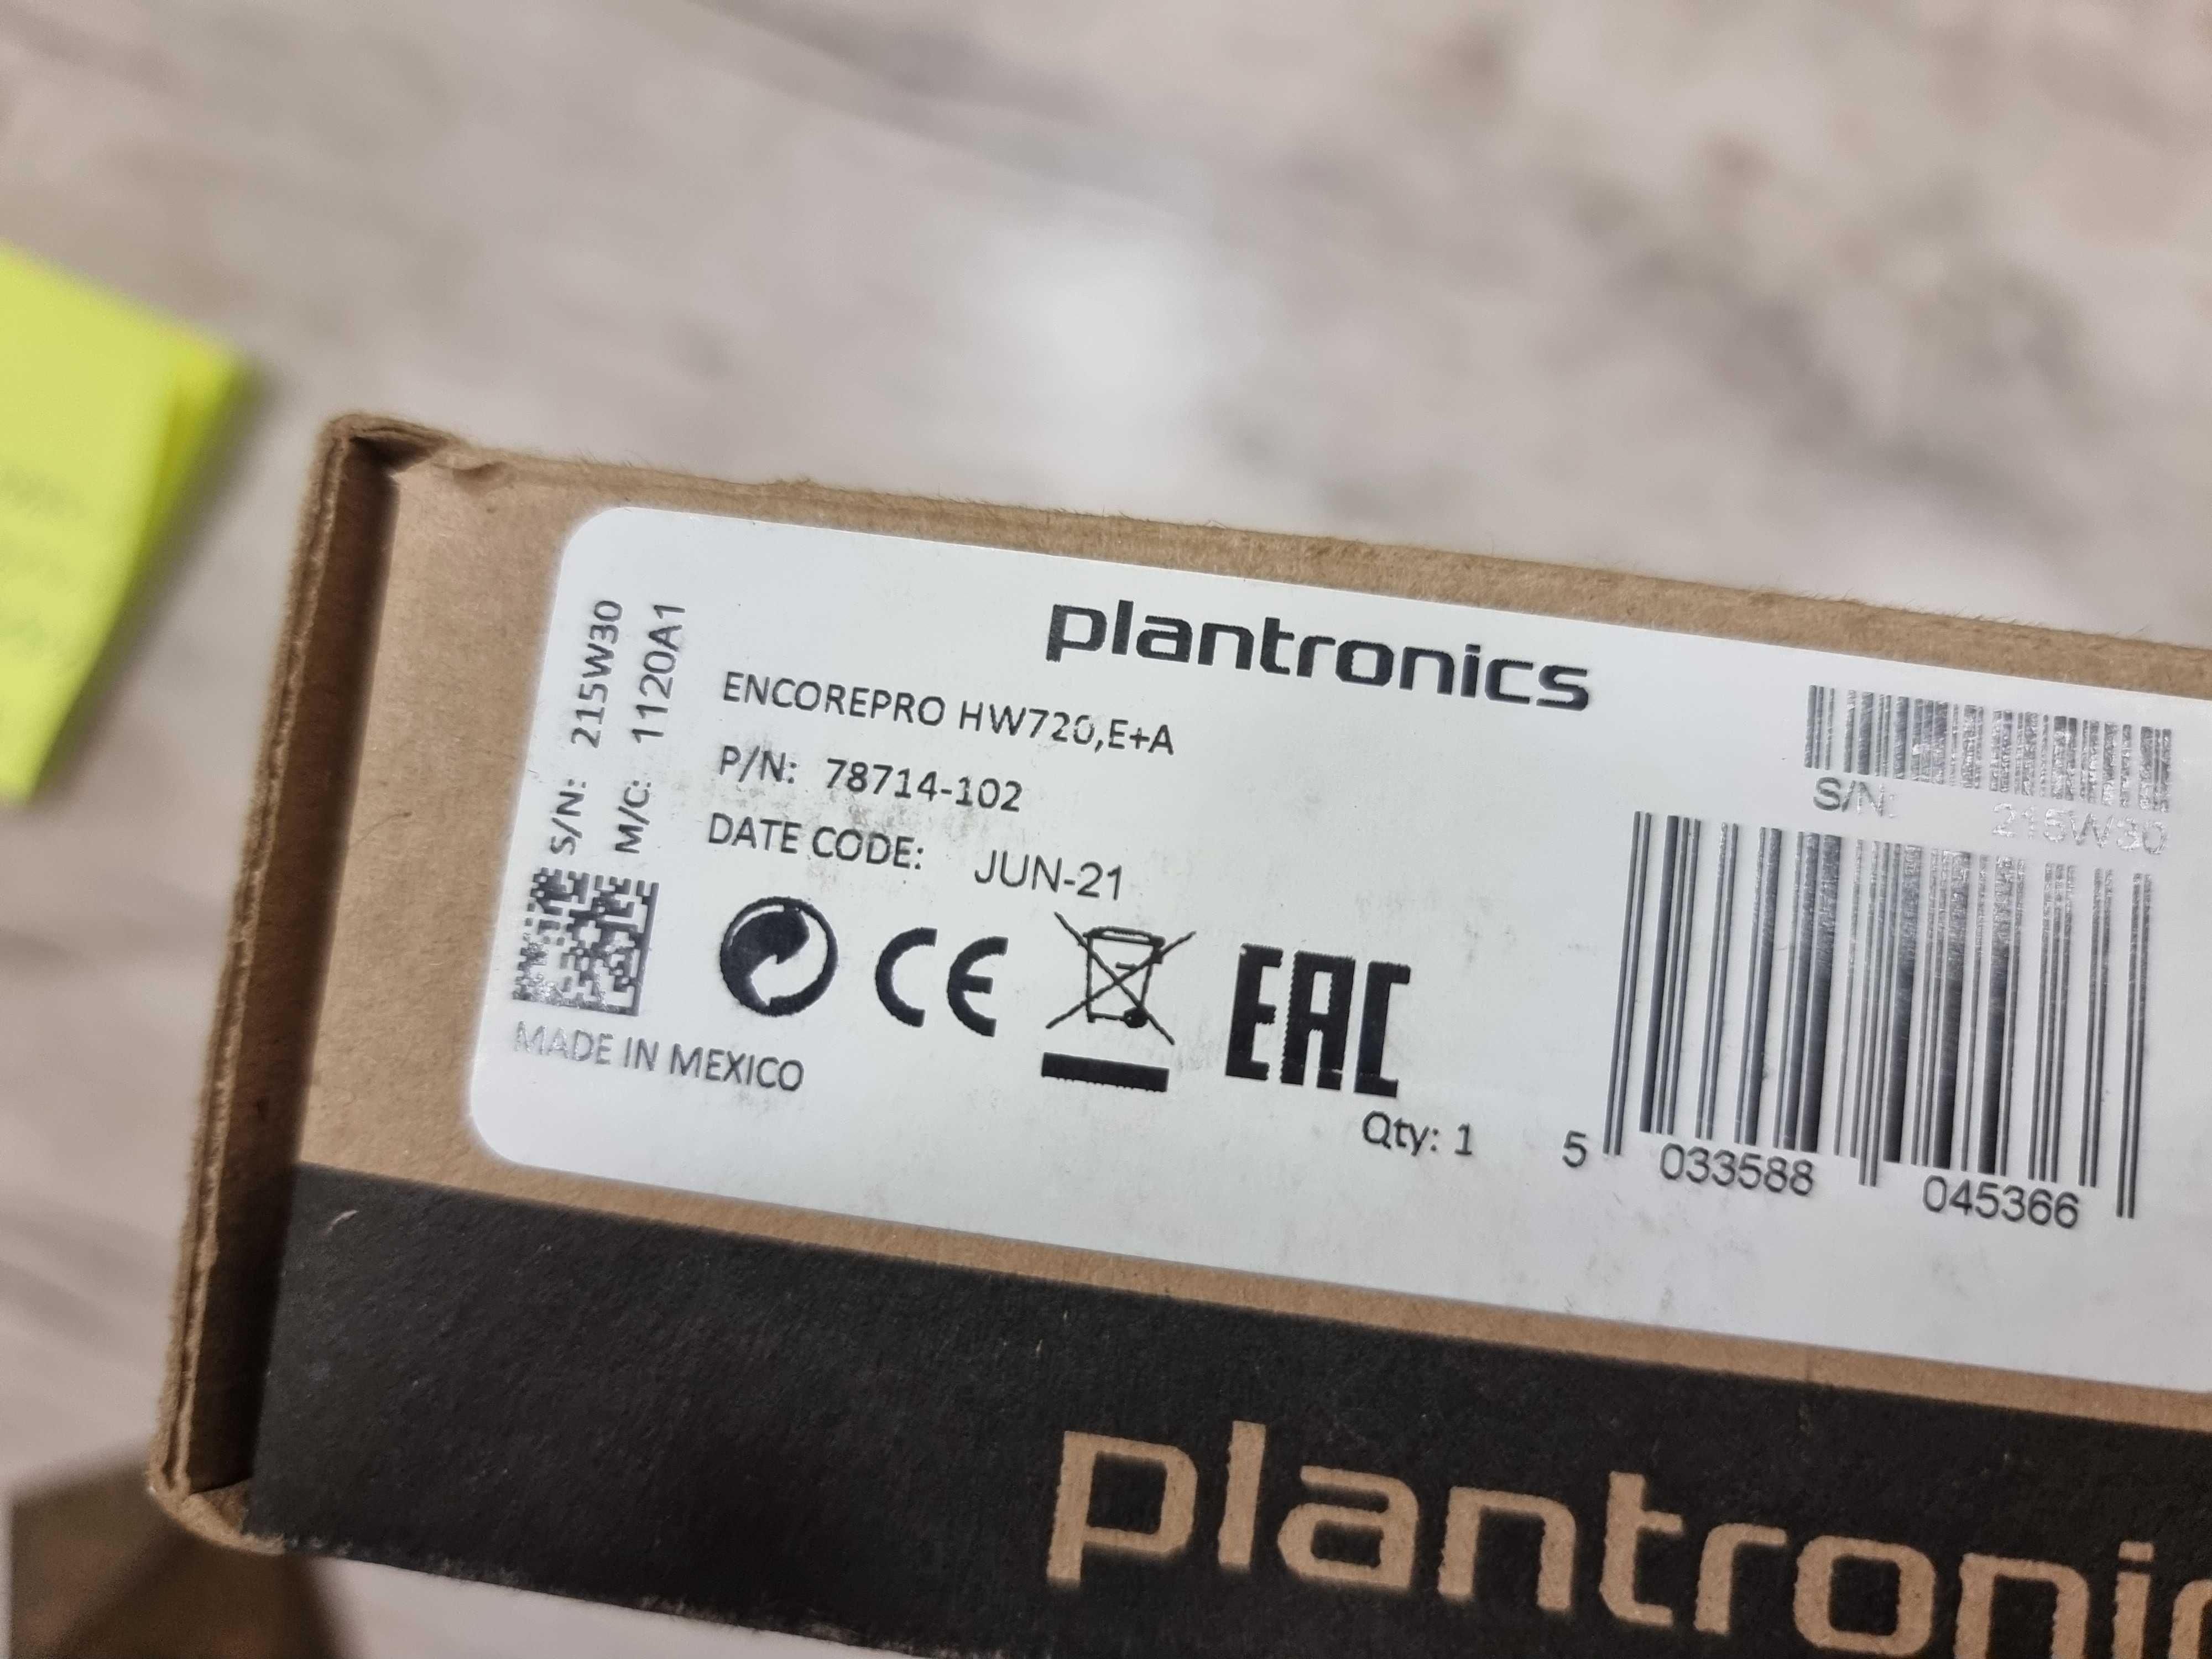 plantronics
S/N: 215W30
M/C: 1120A1
ENCOREPRO HW720,E+A
P/N: 78714-102
DATE CODE: JUN-21
S/N: 215W30
CE
EAC
MADE IN MEXICO
Qty: 1
5 033588 045366
plantronic